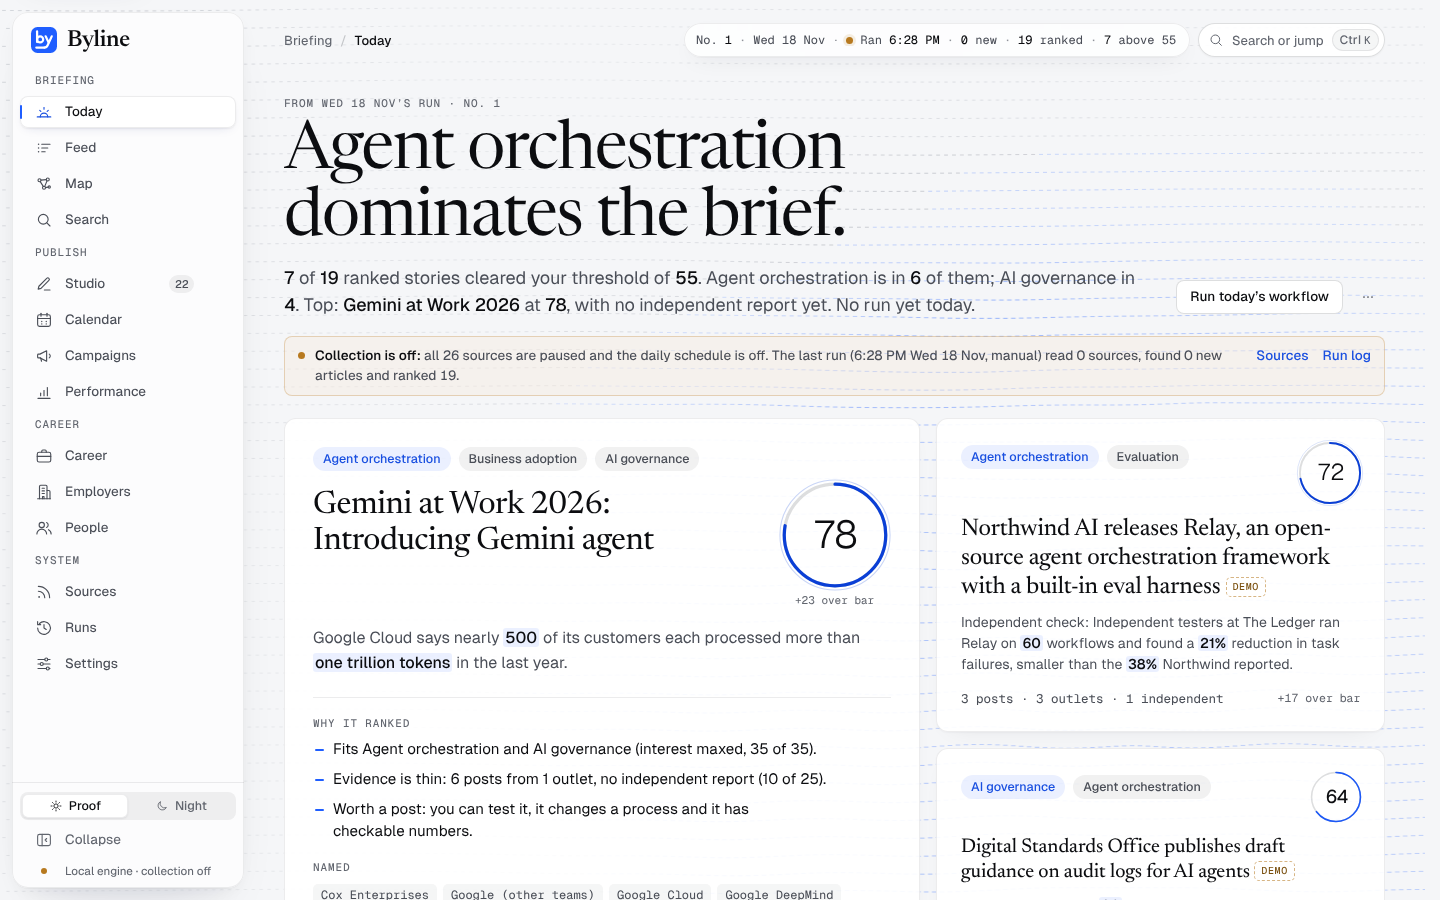 by Byline
BRIEFING
Today
Feed
Map
Search
PUBLISH
Studio 22
Calendar
Campaigns
Performance
CAREER
Career
Employers
People
SYSTEM
Sources
Runs
Settings
Proof Night
Collapse
Local engine · collection off
Briefing / Today
No. 1 · Wed 18 Nov · Ran 6:28 PM · 0 new · 19 ranked · 7 above 55
Search or jump Ctrl K
FROM WED 18 NOV'S RUN · NO. 1
Agent orchestration
dominates the brief.
7 of 19 ranked stories cleared your threshold of 55. Agent orchestration is in 6 of them; AI governance in
4. Top: Gemini at Work 2026 at 78, with no independent report yet. No run yet today.
Run today's workflow ...
Collection is off: all 26 sources are paused and the daily schedule is off. The last run (6:28 PM Wed 18 Nov, manual) read 0 sources, found 0 new
articles and ranked 19.
Sources Run log
Agent orchestration Business adoption AI governance
Gemini at Work 2026:
Introducing Gemini agent
78
+23 over bar
Google Cloud says nearly 500 of its customers each processed more than
one trillion tokens in the last year.
WHY IT RANKED
– Fits Agent orchestration and AI governance (interest maxed, 35 of 35).
– Evidence is thin: 6 posts from 1 outlet, no independent report (10 of 25).
– Worth a post: you can test it, it changes a process and it has
checkable numbers.
NAMED
Cox Enterprises Google (other teams) Google Cloud Google DeepMind
Agent orchestration Evaluation
72
Northwind AI releases Relay, an open-
source agent orchestration framework
with a built-in eval harness DEMO
Independent check: Independent testers at The Ledger ran
Relay on 60 workflows and found a 21% reduction in task
failures, smaller than the 38% Northwind reported.
3 posts · 3 outlets · 1 independent +17 over bar
AI governance Agent orchestration
64
Digital Standards Office publishes draft
guidance on audit logs for AI agents DEMO